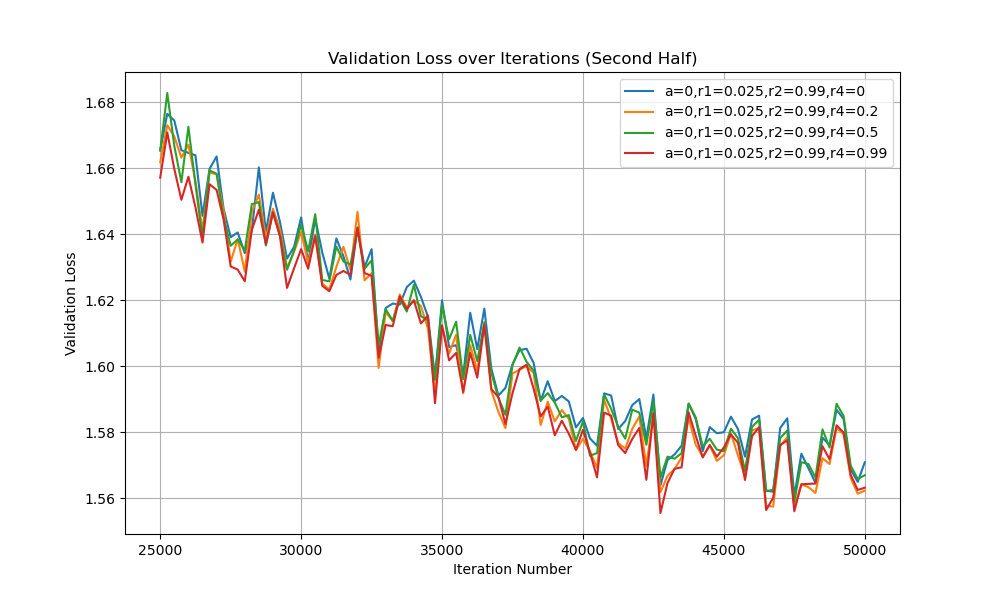 Validation Loss over Iterations (Second Half)
a=0,r1=0.025,r2=0.99,r4=0
a=0,r1=0.025,r2=0.99,r4=0.2
a=0,r1=0.025,r2=0.99,r4=0.5
a=0,r1=0.025,r2=0.99,r4=0.99
Validation Loss
1.68
1.66
1.64
1.62
1.60
1.58
1.56
25000
30000
35000
40000
45000
50000
Iteration Number